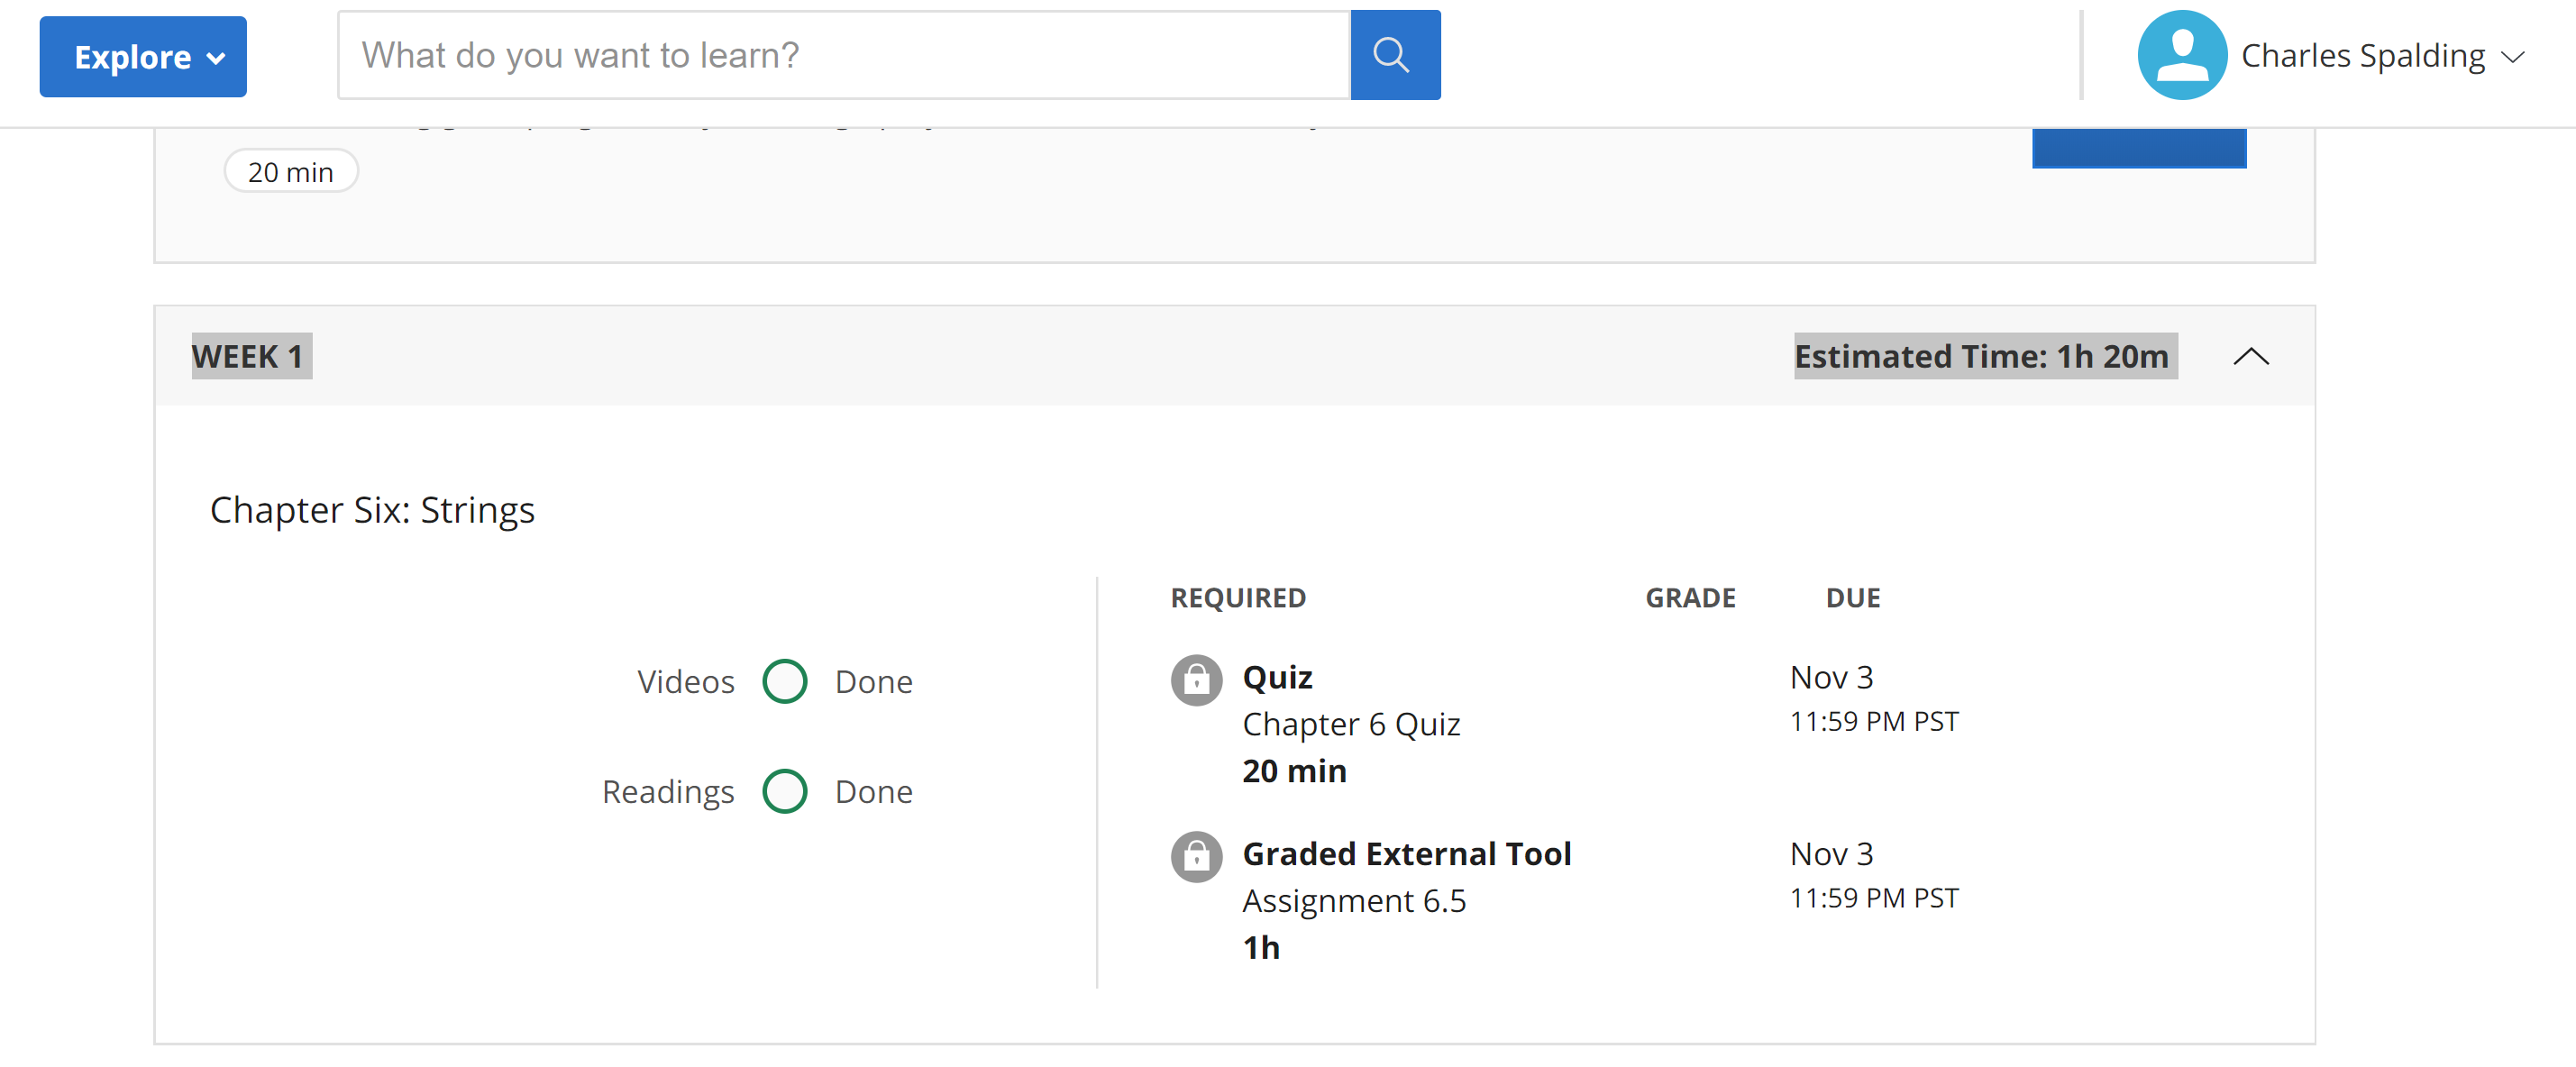 Explore
What do you want to learn?
Charles Spalding
20 min
WEEK 1
Estimated Time: 1h 20m
Chapter Six: Strings
Videos Done
Readings Done
REQUIRED GRADE DUE
Quiz Nov 3
Chapter 6 Quiz 11:59 PM PST
20 min
Graded External Tool Nov 3
Assignment 6.5 11:59 PM PST
1h